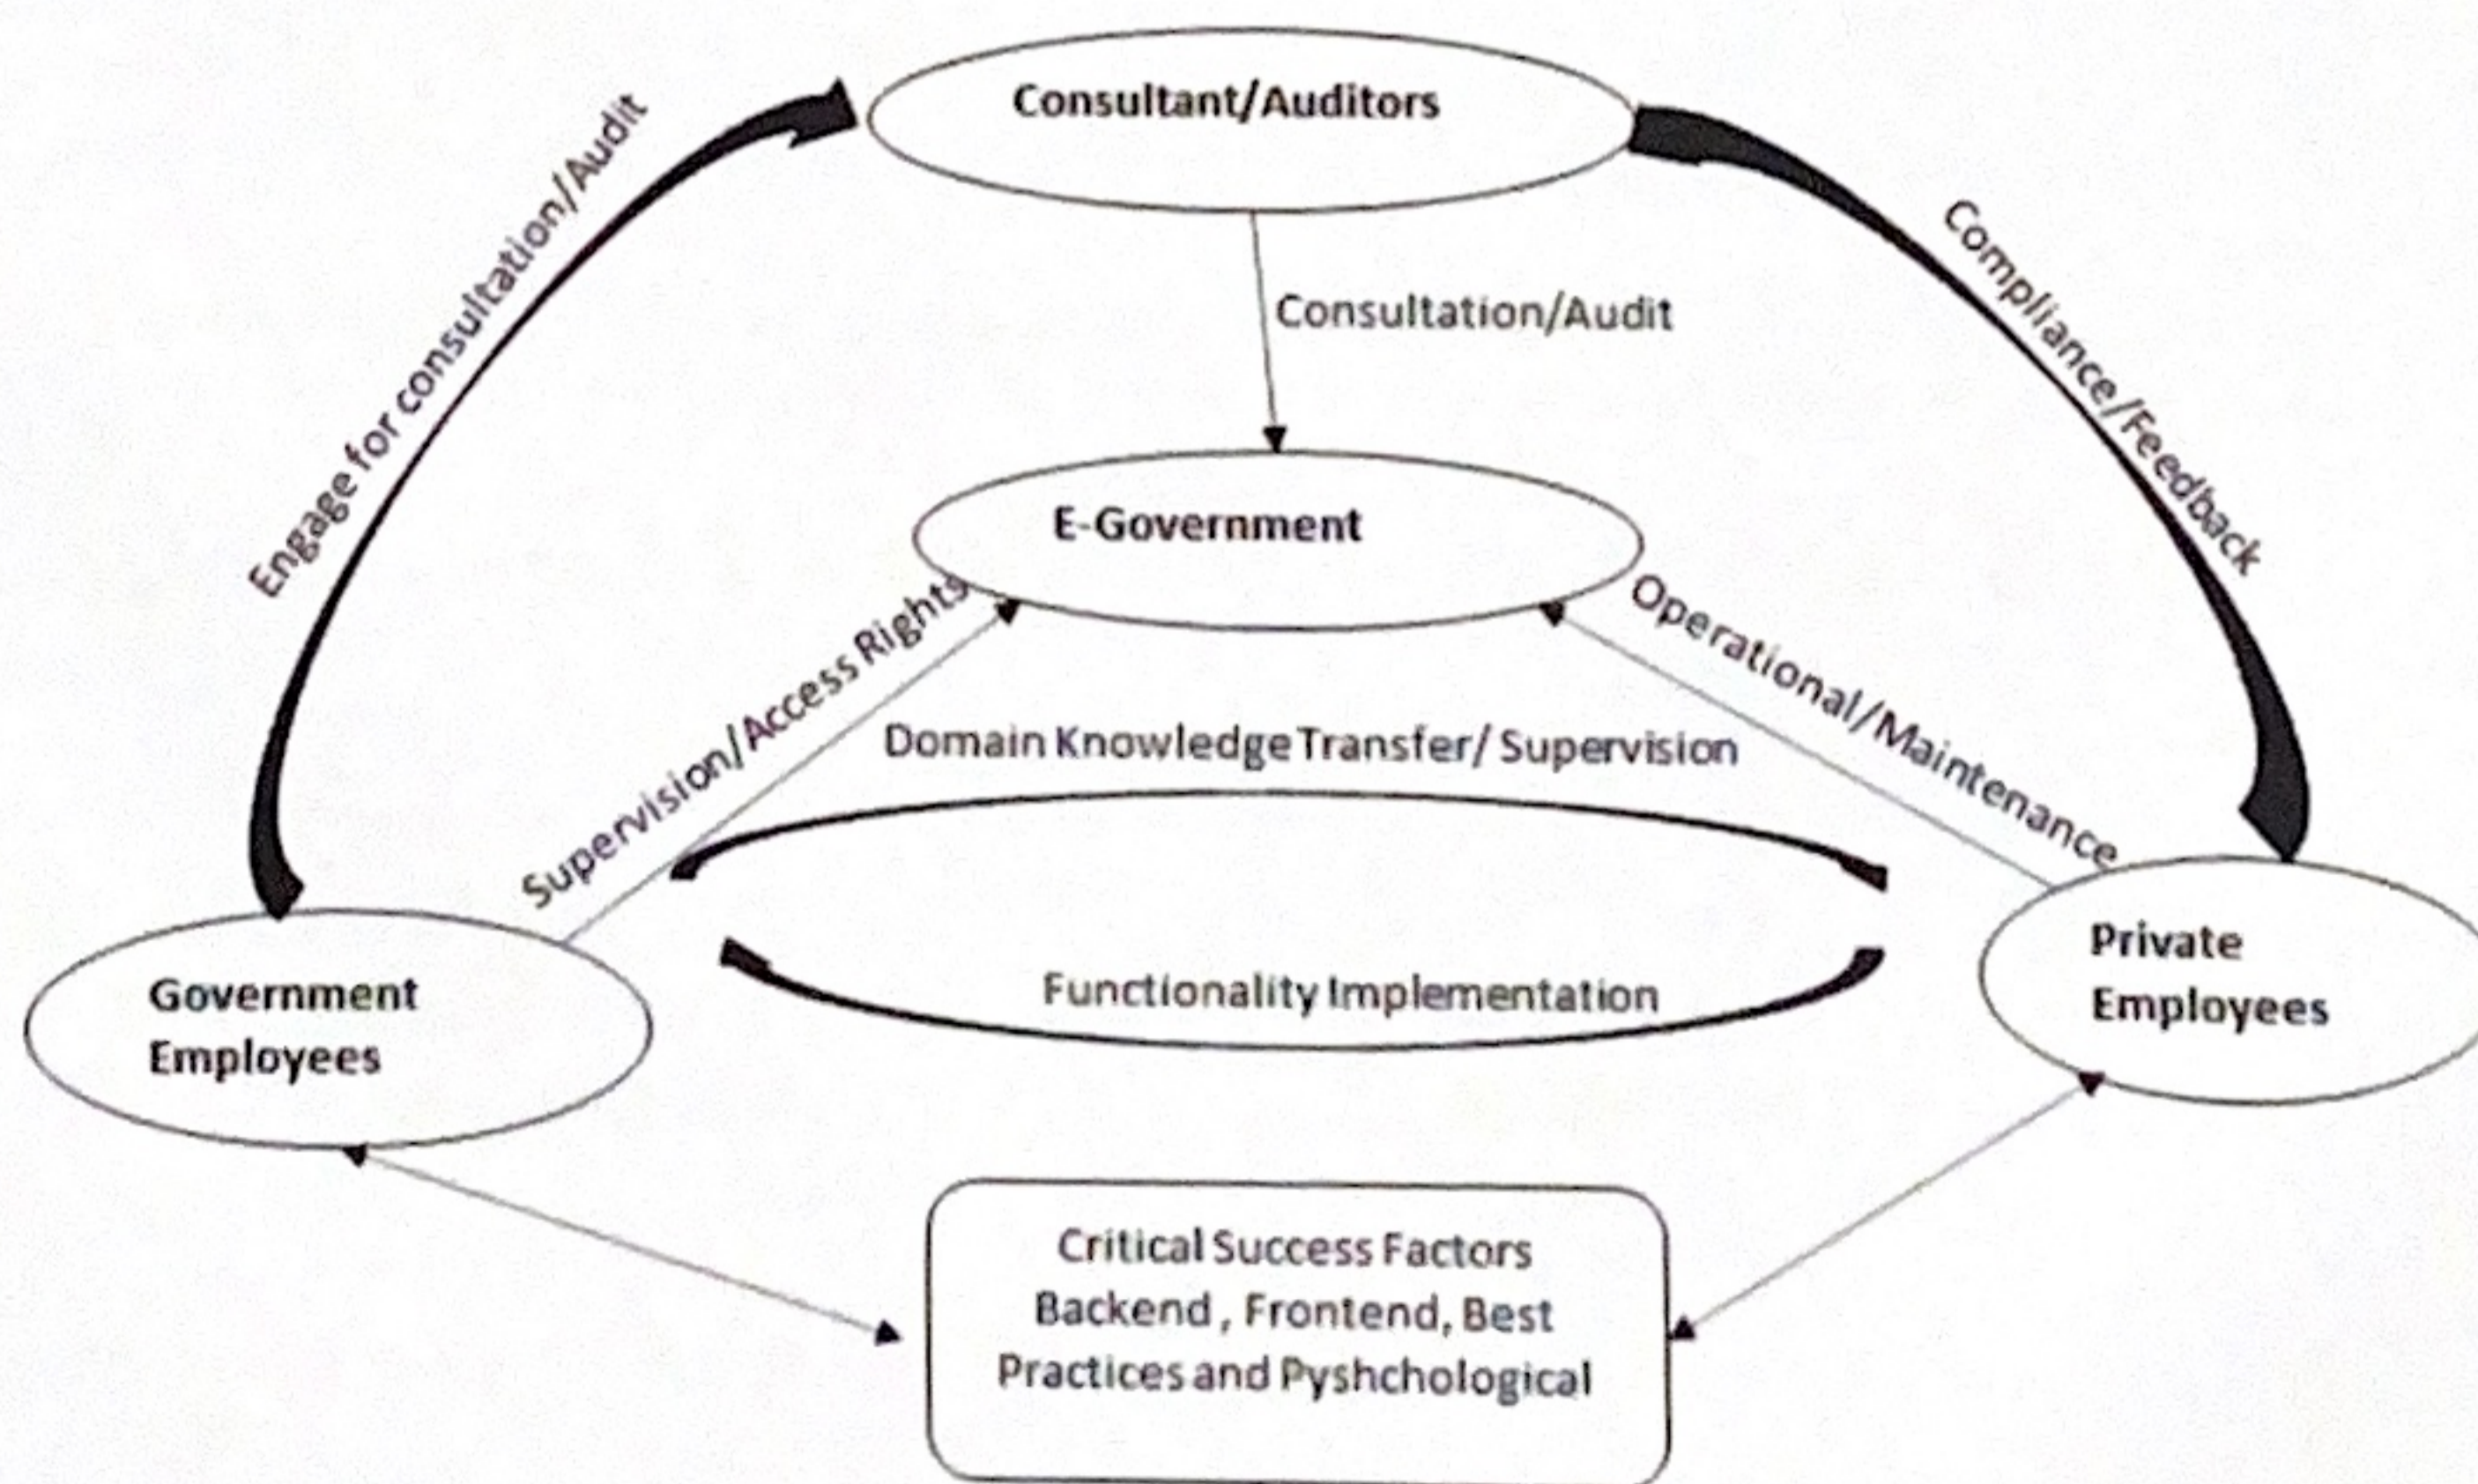 Consultant/Auditors
Engage for consultation/Audit
Compliance/Feedback
Consultation/Audit
E-Government
Supervision/Access Rights
Operational/Maintenance
Domain Knowledge Transfer/ Supervision
Functionality Implementation
Government
Employees
Private
Employees
Critical Success Factors
Backend , Frontend, Best
Practices and Pyshchological